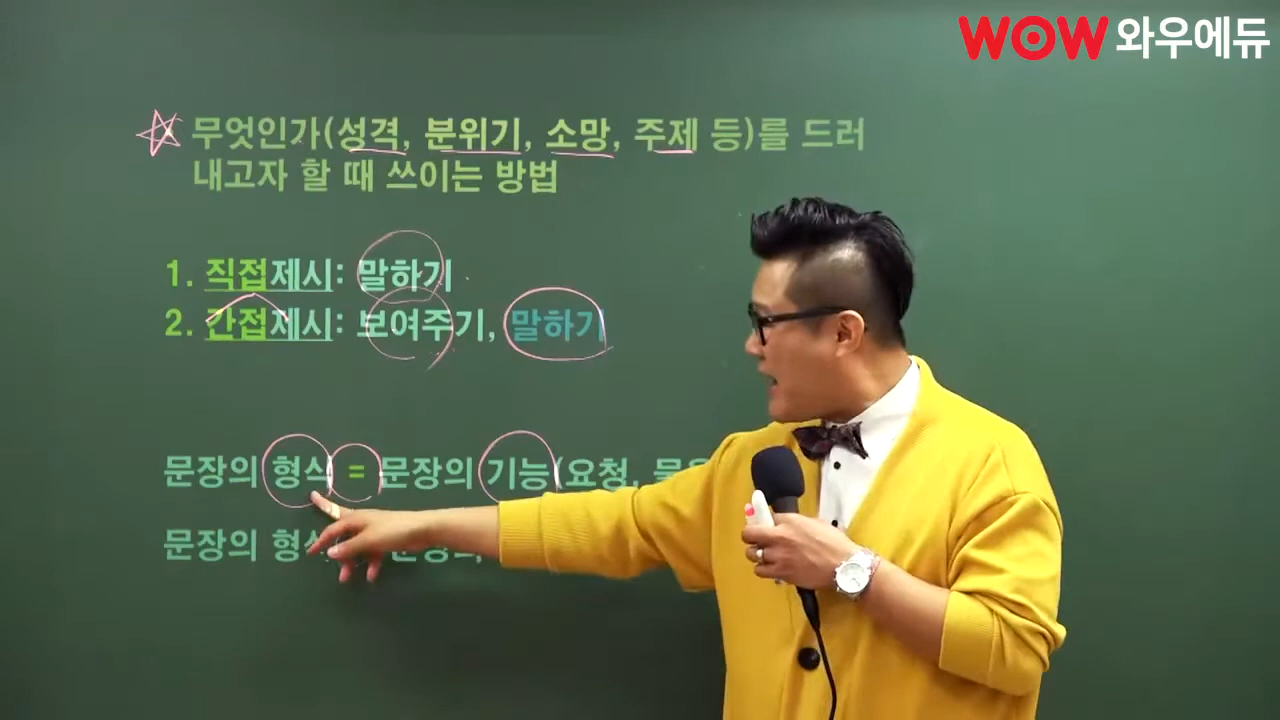 WOW 와우에듀
무엇인가(성격, 분위기, 소망, 주제 등)를 드러
내고자 할 때 쓰이는 방법
1. 직접제시: 말하기
2. 간접제시: 보여주기, 말하기
문장의 형식 = 문장의 기능(요청,
문장의